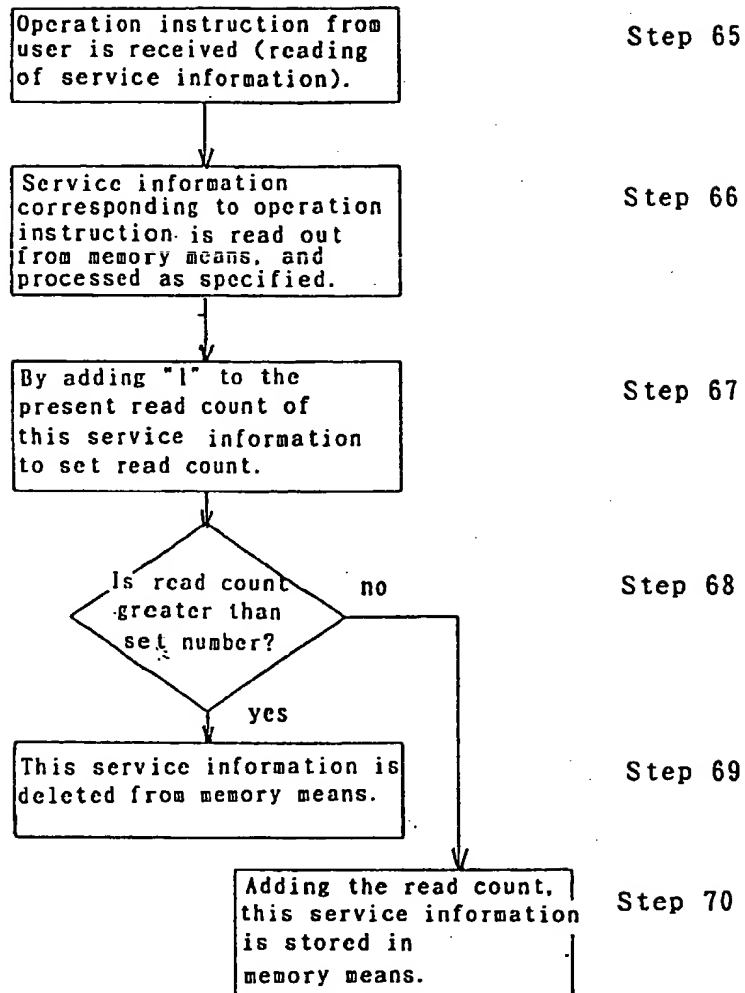 Operation instruction from
user is received (reading
of service information).
Step 65
Service information
corresponding to operation
instruction is read out
from memory means, and
processed as specified.
Step 66
By adding "1" to the
present read count of
this service information
to set read count.
Step 67
Is read count
greater than
set number?
no
Step 68
yes
This service information is
deleted from memory means.
Step 69
Adding the read count,
this service information
is stored in
memory means.
Step 70